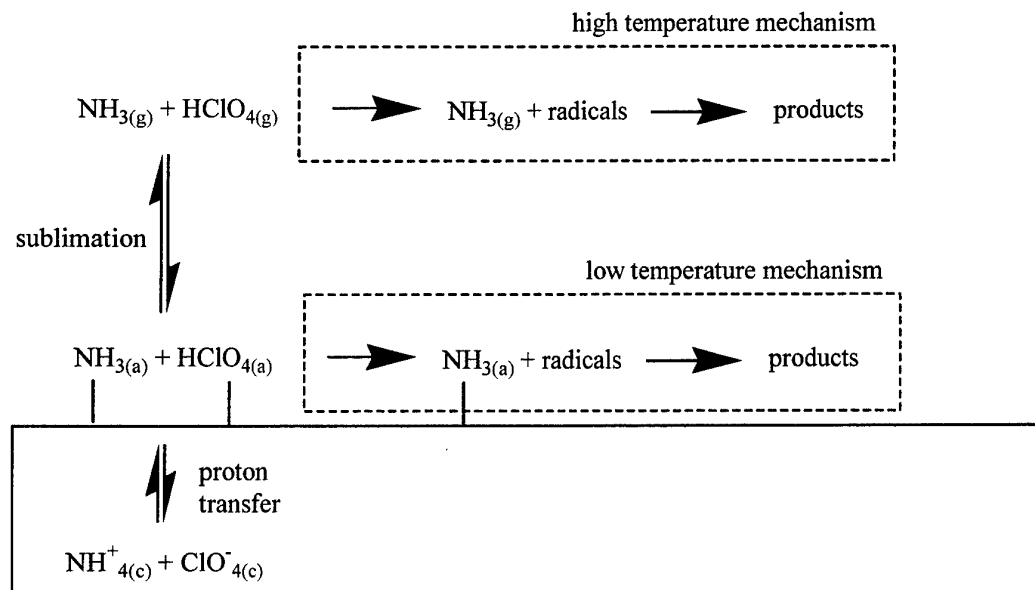 high temperature mechanism
NH3(g) + HClO4(g) NH3(g) + radicals products
sublimation
low temperature mechanism
NH3(a) + HClO4(a) NH3(a) + radicals products
proton
transfer
NH+4(c) + ClO-4(c)